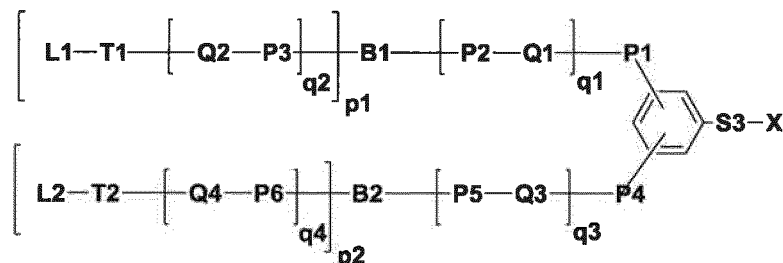 [ L1—T1—[ Q2—P3 ]q2 ]p1 B1—[ P2—Q1 ]q1—P1
S3—X
[ L2—T2—[ Q4—P6 ]q4 ]p2 B2—[ P5—Q3 ]q3—P4